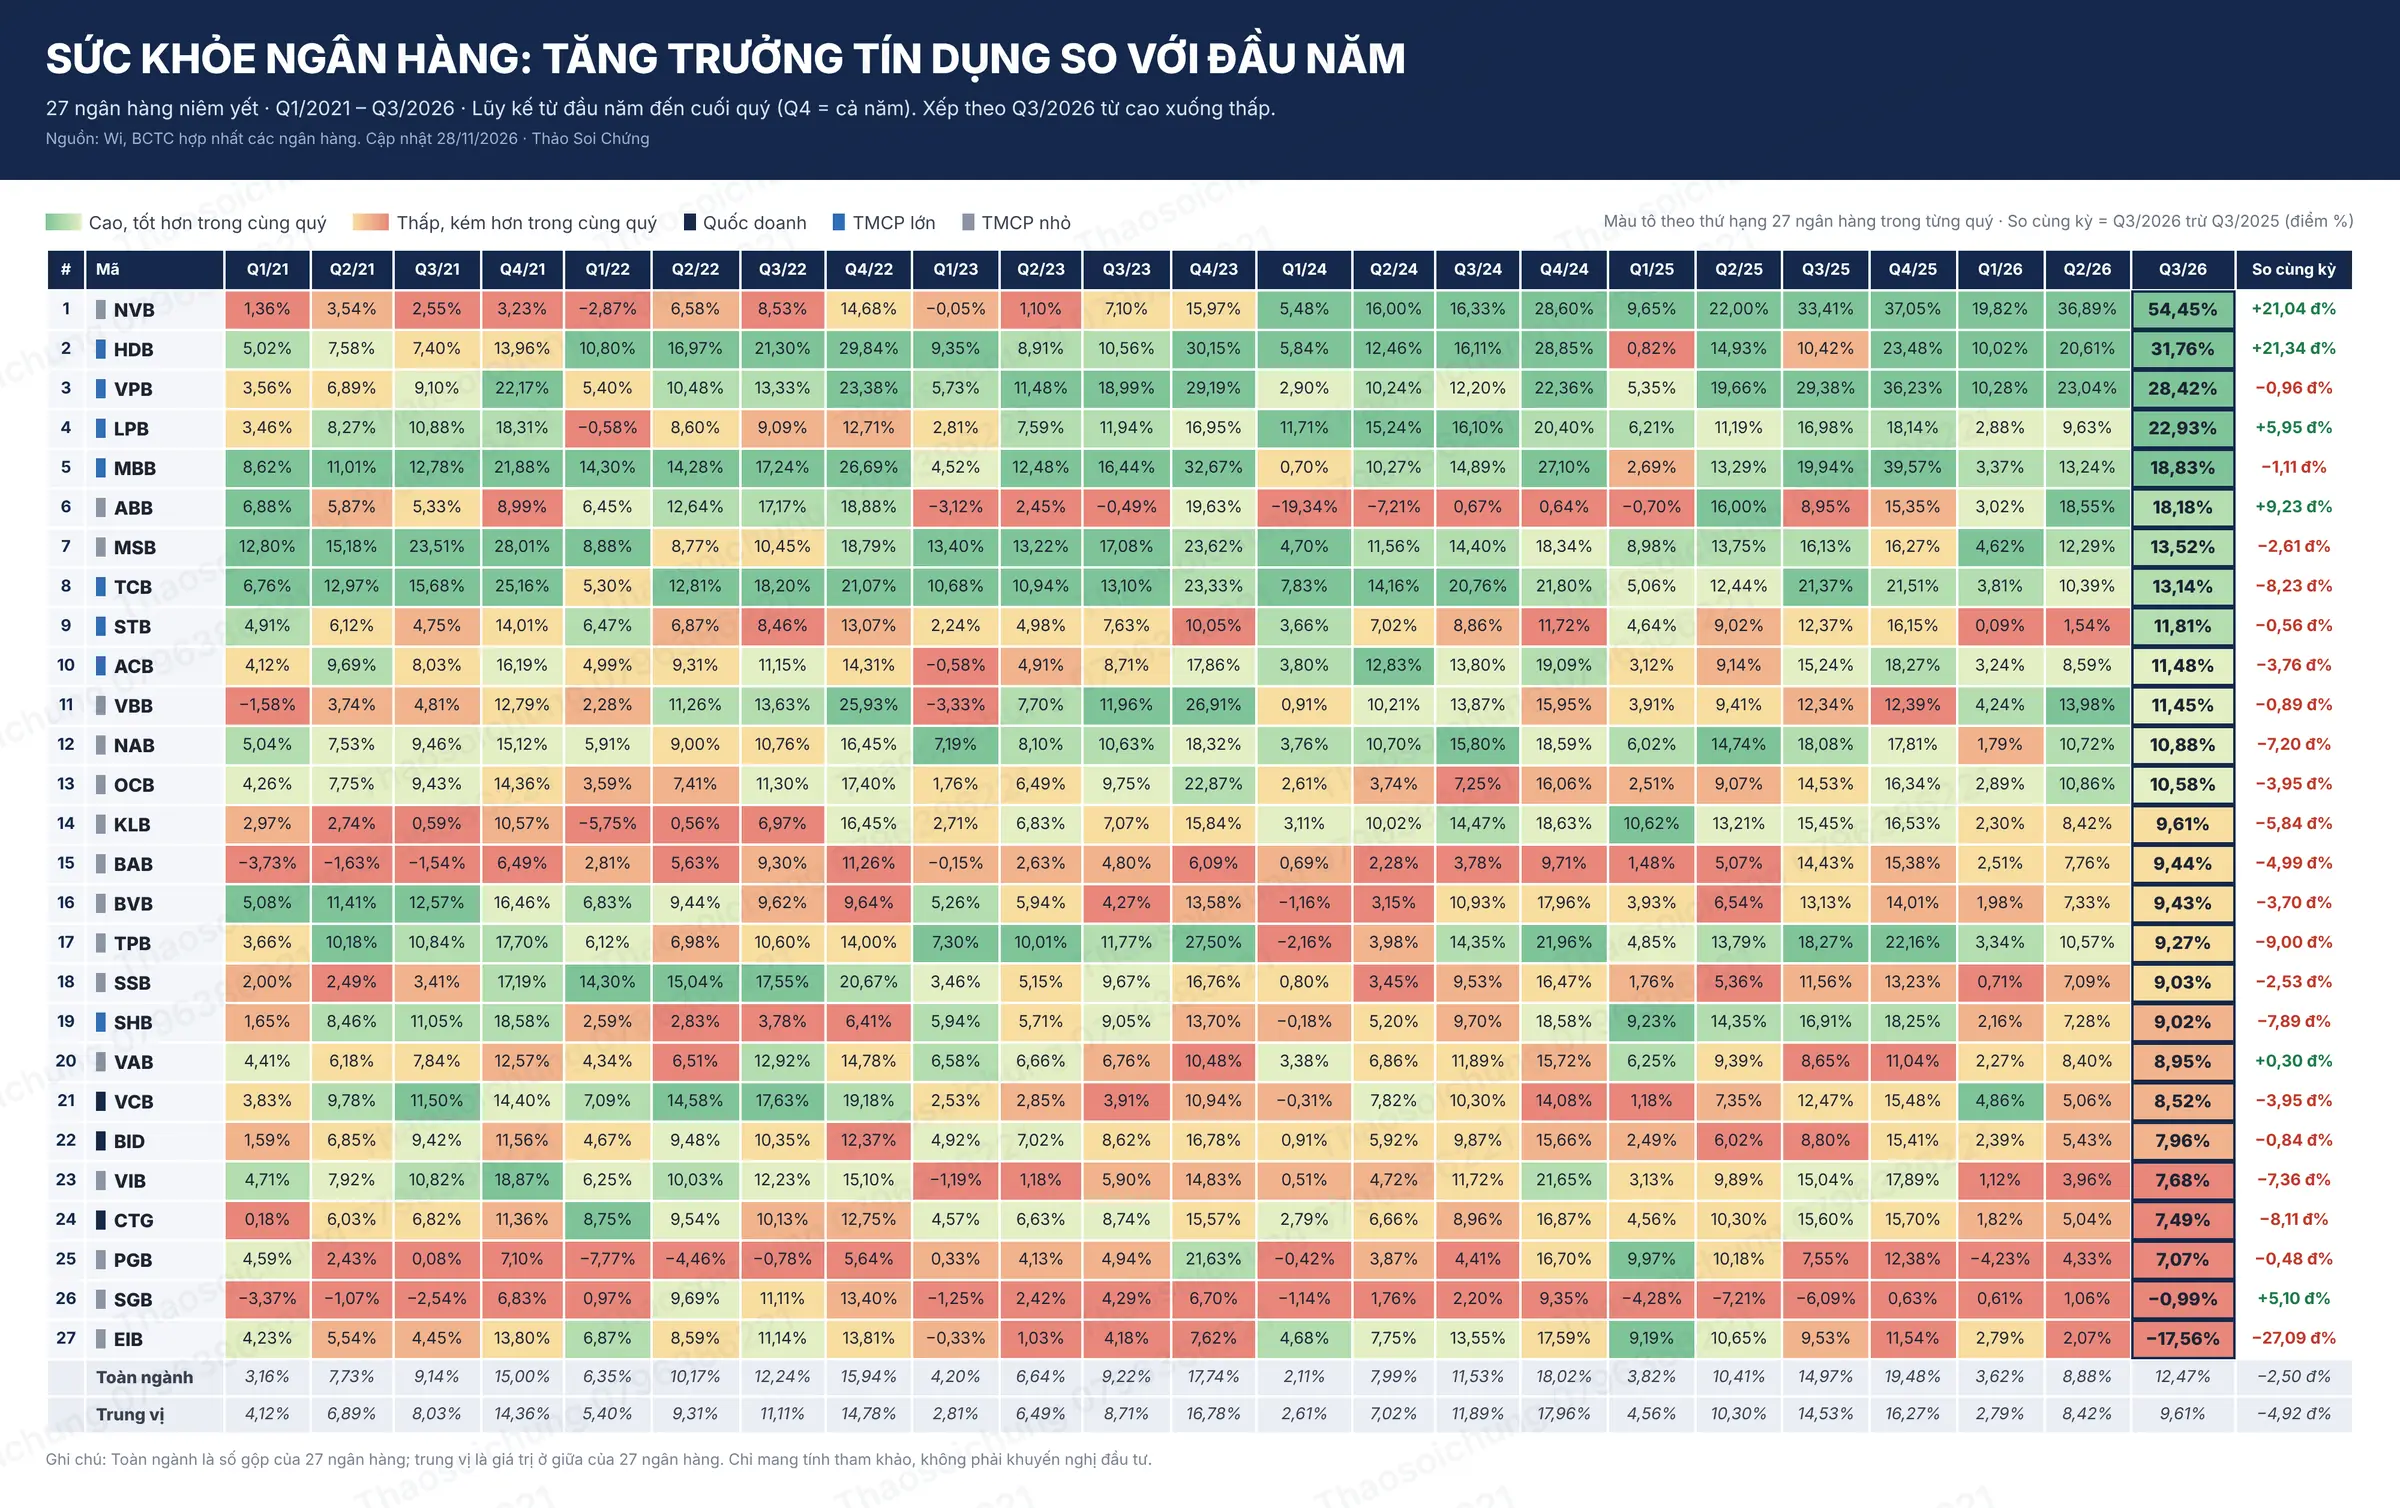 SỨC KHỎE NGÂN HÀNG: TĂNG TRƯỞNG TÍN DỤNG SO VỚI ĐẦU NĂM
27 ngân hàng niêm yết · Q1/2021 – Q3/2026 · Lũy kế từ đầu năm đến cuối quý (Q4 = cả năm). Xếp theo Q3/2026 từ cao xuống thấp.
Nguồn: Wi, BCTC hợp nhất các ngân hàng. Cập nhật 28/11/2026 · Thảo Soi Chứng
Cao, tốt hơn trong cùng quý Thấp, kém hơn trong cùng quý Quốc doanh TMCP lớn TMCP nhỏ Màu tô theo thứ hạng 27 ngân hàng trong từng quý · So cùng kỳ = Q3/2026 trừ Q3/2025 (điểm %)
# Mã Q1/21 Q2/21 Q3/21 Q4/21 Q1/22 Q2/22 Q3/22 Q4/22 Q1/23 Q2/23 Q3/23 Q4/23 Q1/24 Q2/24 Q3/24 Q4/24 Q1/25 Q2/25 Q3/25 Q4/25 Q1/26 Q2/26 Q3/26 So cùng kỳ
1 NVB 1,36% 3,54% 2,55% 3,23% −2,87% 6,58% 8,53% 14,68% −0,05% 1,10% 7,10% 15,97% 5,48% 16,00% 16,33% 28,60% 9,65% 22,00% 33,41% 37,05% 19,82% 36,89% 54,45% +21,04 đ%
2 HDB 5,02% 7,58% 7,40% 13,96% 10,80% 16,97% 21,30% 29,84% 9,35% 8,91% 10,56% 30,15% 5,84% 12,46% 16,11% 28,85% 0,82% 14,93% 10,42% 23,48% 10,02% 20,61% 31,76% +21,34 đ%
3 VPB 3,56% 6,89% 9,10% 22,17% 5,40% 10,48% 13,33% 23,38% 5,73% 11,48% 18,99% 29,19% 2,90% 10,24% 12,20% 22,36% 5,35% 19,66% 29,38% 36,23% 10,28% 23,04% 28,42% −0,96 đ%
4 LPB 3,46% 8,27% 10,88% 18,31% −0,58% 8,60% 9,09% 12,71% 2,81% 7,59% 11,94% 16,95% 11,71% 15,24% 16,10% 20,40% 6,21% 11,19% 16,98% 18,14% 2,88% 9,63% 22,93% +5,95 đ%
5 MBB 8,62% 11,01% 12,78% 21,88% 14,30% 14,28% 17,24% 26,69% 4,52% 12,48% 16,44% 32,67% 0,70% 10,27% 14,89% 27,10% 2,69% 13,29% 19,94% 39,57% 3,37% 13,24% 18,83% −1,11 đ%
6 ABB 6,88% 5,87% 5,33% 8,99% 6,45% 12,64% 17,17% 18,88% −3,12% 2,45% −0,49% 19,63% −19,34% −7,21% 0,67% 0,64% −0,70% 16,00% 8,95% 15,35% 3,02% 18,55% 18,18% +9,23 đ%
7 MSB 12,80% 15,18% 23,51% 28,01% 8,88% 8,77% 10,45% 18,79% 13,40% 13,22% 17,08% 23,62% 4,70% 11,56% 14,40% 18,34% 8,98% 13,75% 16,13% 16,27% 4,62% 12,29% 13,52% −2,61 đ%
8 TCB 6,76% 12,97% 15,68% 25,16% 5,30% 12,81% 18,20% 21,07% 10,68% 10,94% 13,10% 23,33% 7,83% 14,16% 20,76% 21,80% 5,06% 12,44% 21,37% 21,51% 3,81% 10,39% 13,14% −8,23 đ%
9 STB 4,91% 6,12% 4,75% 14,01% 6,47% 6,87% 8,46% 13,07% 2,24% 4,98% 7,63% 10,05% 3,66% 7,02% 8,86% 11,72% 4,64% 9,02% 12,37% 16,15% 0,09% 1,54% 11,81% −0,56 đ%
10 ACB 4,12% 9,69% 8,03% 16,19% 4,99% 9,31% 11,15% 14,31% −0,58% 4,91% 8,71% 17,86% 3,80% 12,83% 13,80% 19,09% 3,12% 9,14% 15,24% 18,27% 3,24% 8,59% 11,48% −3,76 đ%
11 VBB −1,58% 3,74% 4,81% 12,79% 2,28% 11,26% 13,63% 25,93% −3,33% 7,70% 11,96% 26,91% 0,91% 10,21% 13,87% 15,95% 3,91% 9,41% 12,34% 12,39% 4,24% 13,98% 11,45% −0,89 đ%
12 NAB 5,04% 7,53% 9,46% 15,12% 5,91% 9,00% 10,76% 16,45% 7,19% 8,10% 10,63% 18,32% 3,76% 10,70% 15,80% 18,59% 6,02% 14,74% 18,08% 17,81% 1,79% 10,72% 10,88% −7,20 đ%
13 OCB 4,26% 7,75% 9,43% 14,36% 3,59% 7,41% 11,30% 17,40% 1,76% 6,49% 9,75% 22,87% 2,61% 3,74% 7,25% 16,06% 2,51% 9,07% 14,53% 16,34% 2,89% 10,86% 10,58% −3,95 đ%
14 KLB 2,97% 2,74% 0,59% 10,57% −5,75% 0,56% 6,97% 16,45% 2,71% 6,83% 7,07% 15,84% 3,11% 10,02% 14,47% 18,63% 10,62% 13,21% 15,45% 16,53% 2,30% 8,42% 9,61% −5,84 đ%
15 BAB −3,73% −1,63% −1,54% 6,49% 2,81% 5,63% 9,30% 11,26% −0,15% 2,63% 4,80% 6,09% 0,69% 2,28% 3,78% 9,71% 1,48% 5,07% 14,43% 15,38% 2,51% 7,76% 9,44% −4,99 đ%
16 BVB 5,08% 11,41% 12,57% 16,46% 6,83% 9,44% 9,62% 9,64% 5,26% 5,94% 4,27% 13,58% −1,16% 3,15% 10,93% 17,96% 3,93% 6,54% 13,13% 14,01% 1,98% 7,33% 9,43% −3,70 đ%
17 TPB 3,66% 10,18% 10,84% 17,70% 6,12% 6,98% 10,60% 14,00% 7,30% 10,01% 11,77% 27,50% −2,16% 3,98% 14,35% 21,96% 4,85% 13,79% 18,27% 22,16% 3,34% 10,57% 9,27% −9,00 đ%
18 SSB 2,00% 2,49% 3,41% 17,19% 14,30% 15,04% 17,55% 20,67% 3,46% 5,15% 9,67% 16,76% 0,80% 3,45% 9,53% 16,47% 1,76% 5,36% 11,56% 13,23% 0,71% 7,09% 9,03% −2,53 đ%
19 SHB 1,65% 8,46% 11,05% 18,58% 2,59% 2,83% 3,78% 6,41% 5,94% 5,71% 9,05% 13,70% −0,18% 5,20% 9,70% 18,58% 9,23% 14,35% 16,91% 18,25% 2,16% 7,28% 9,02% −7,89 đ%
20 VAB 4,41% 6,18% 7,84% 12,57% 4,34% 6,51% 12,92% 14,78% 6,58% 6,66% 6,76% 10,48% 3,38% 6,86% 11,89% 15,72% 6,25% 9,39% 8,65% 11,04% 2,27% 8,40% 8,95% +0,30 đ%
21 VCB 3,83% 9,78% 11,50% 14,40% 7,09% 14,58% 17,63% 19,18% 2,53% 2,85% 3,91% 10,94% −0,31% 7,82% 10,30% 14,08% 1,18% 7,35% 12,47% 15,48% 4,86% 5,06% 8,52% −3,95 đ%
22 BID 1,59% 6,85% 9,42% 11,56% 4,67% 9,48% 10,35% 12,37% 4,92% 7,02% 8,62% 16,78% 0,91% 5,92% 9,87% 15,66% 2,49% 6,02% 8,80% 15,41% 2,39% 5,43% 7,96% −0,84 đ%
23 VIB 4,71% 7,92% 10,82% 18,87% 6,25% 10,03% 12,23% 15,10% −1,19% 1,18% 5,90% 14,83% 0,51% 4,72% 11,72% 21,65% 3,13% 9,89% 15,04% 17,89% 1,12% 3,96% 7,68% −7,36 đ%
24 CTG 0,18% 6,03% 6,82% 11,36% 8,75% 9,54% 10,13% 12,75% 4,57% 6,63% 8,74% 15,57% 2,79% 6,66% 8,96% 16,87% 4,56% 10,30% 15,60% 15,70% 1,82% 5,04% 7,49% −8,11 đ%
25 PGB 4,59% 2,43% 0,08% 7,10% −7,77% −4,46% −0,78% 5,64% 0,33% 4,13% 4,94% 21,63% −0,42% 3,87% 4,41% 16,70% 9,97% 10,18% 7,55% 12,38% −4,23% 4,33% 7,07% −0,48 đ%
26 SGB −3,37% −1,07% −2,54% 6,83% 0,97% 9,69% 11,11% 13,40% −1,25% 2,42% 4,29% 6,70% −1,14% 1,76% 2,20% 9,35% −4,28% −7,21% −6,09% 0,63% 0,61% 1,06% −0,99% +5,10 đ%
27 EIB 4,23% 5,54% 4,45% 13,80% 6,87% 8,59% 11,14% 13,81% −0,33% 1,03% 4,18% 7,62% 4,68% 7,75% 13,55% 17,59% 9,19% 10,65% 9,53% 11,54% 2,79% 2,07% −17,56% −27,09 đ%
Toàn ngành 3,16% 7,73% 9,14% 15,00% 6,35% 10,17% 12,24% 15,94% 4,20% 6,64% 9,22% 17,74% 2,11% 7,99% 11,53% 18,02% 3,82% 10,41% 14,97% 19,48% 3,62% 8,88% 12,47% −2,50 đ%
Trung vị 4,12% 6,89% 8,03% 14,36% 5,40% 9,31% 11,11% 14,78% 2,81% 6,49% 8,71% 16,78% 2,61% 7,02% 11,89% 17,96% 4,56% 10,30% 14,53% 16,27% 2,79% 8,42% 9,61% −4,92 đ%
Ghi chú: Toàn ngành là số gộp của 27 ngân hàng; trung vị là giá trị ở giữa của 27 ngân hàng. Chỉ mang tính tham khảo, không phải khuyến nghị đầu tư.